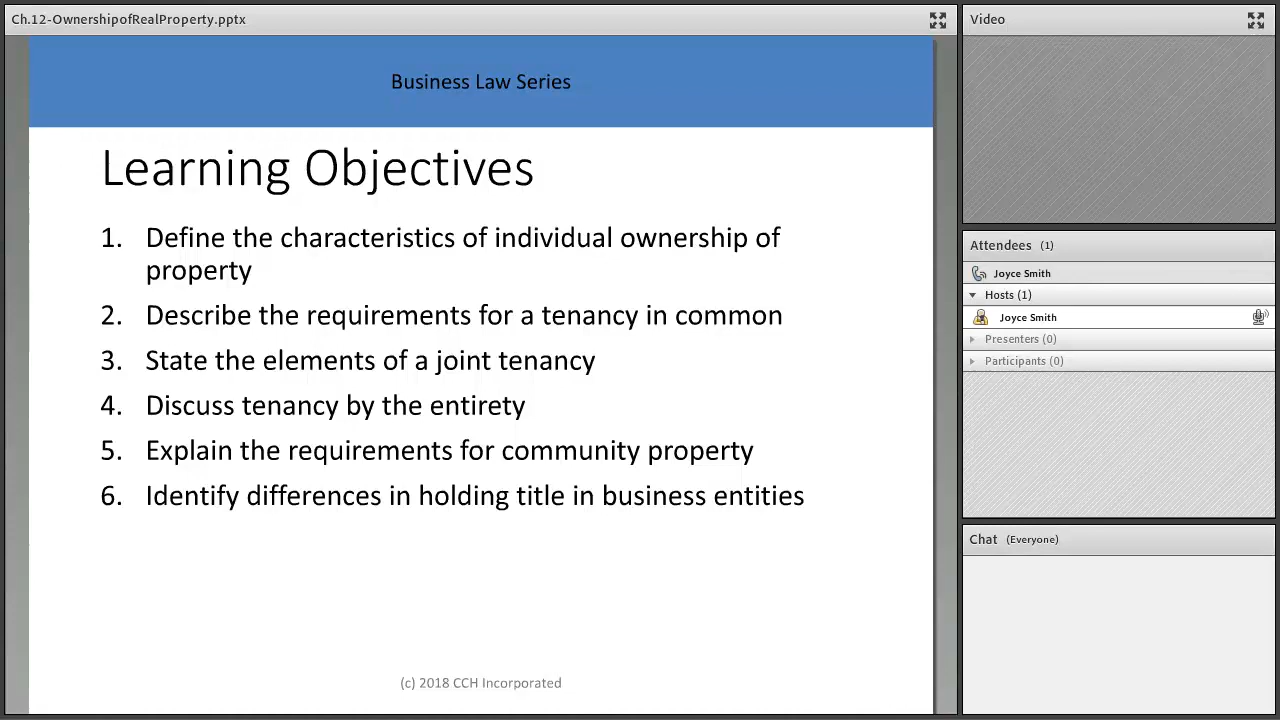 Ch.12-OwnershipofRealProperty.pptx
Business Law Series
Learning Objectives
1. Define the characteristics of individual ownership of
property
2. Describe the requirements for a tenancy in common
3. State the elements of a joint tenancy
4. Discuss tenancy by the entirety
5. Explain the requirements for community property
6. Identify differences in holding title in business entities
(c) 2018 CCH Incorporated
Video
Attendees (1)
Joyce Smith
Hosts (1)
Joyce Smith
Presenters (0)
Participants (0)
Chat (Everyone)